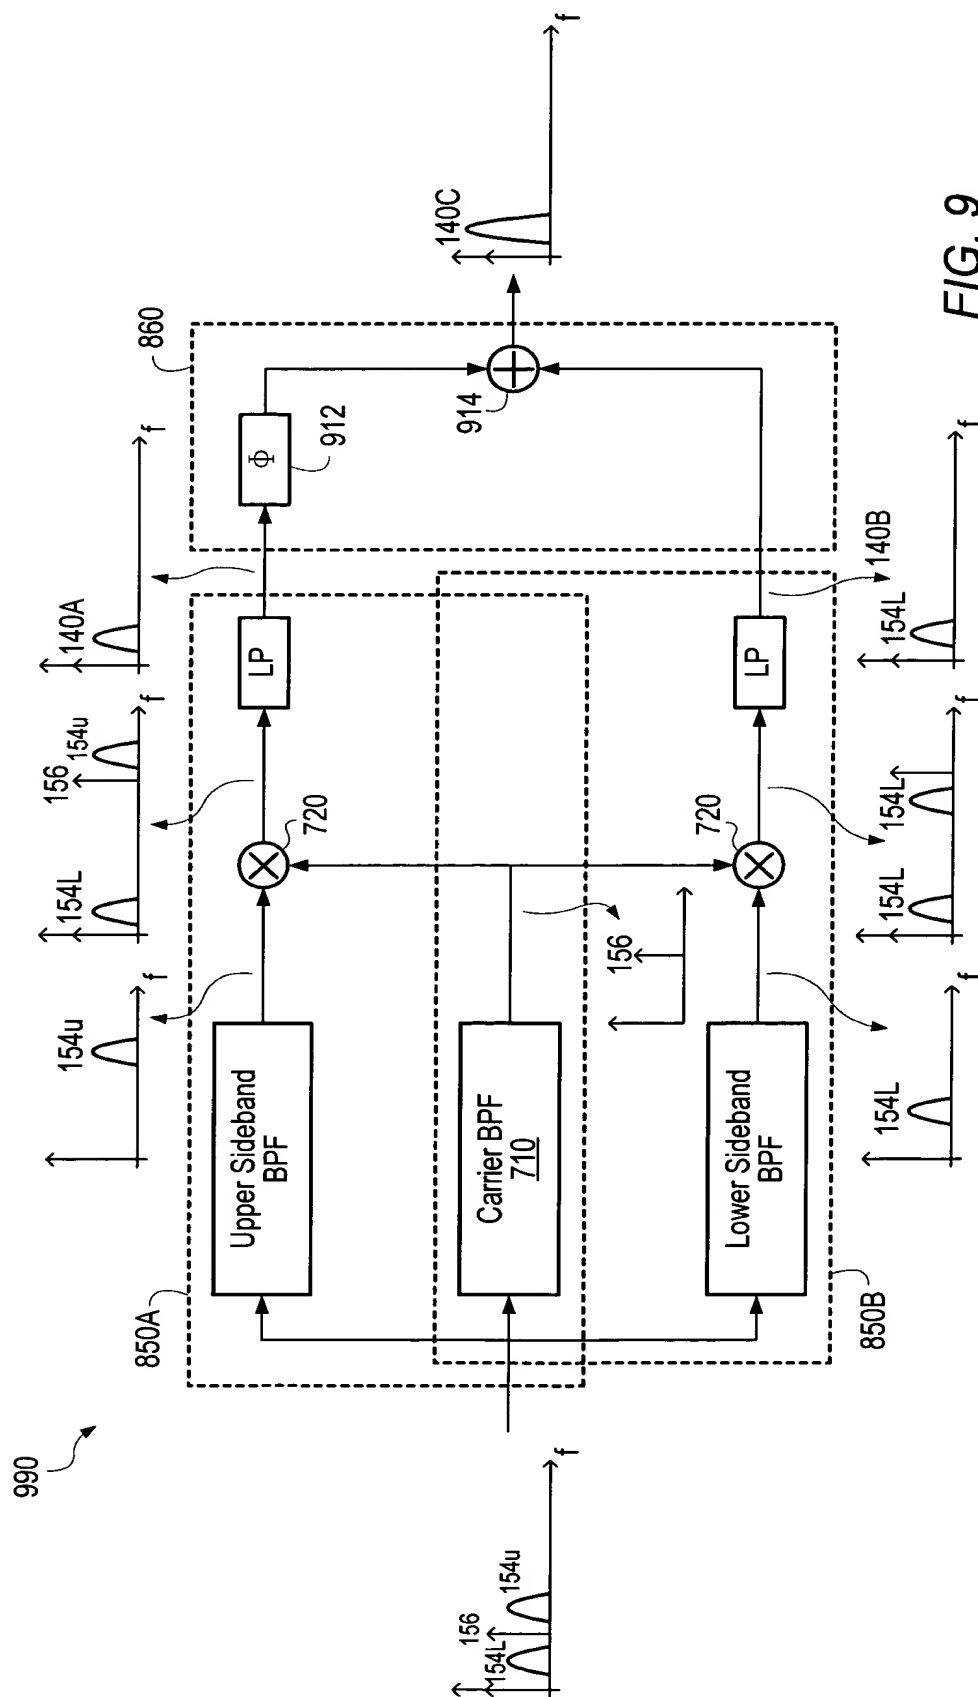 990
154L
156
154u
f
850A
Upper Sideband
BPF
Carrier BPF
710
Lower Sideband
BPF
850B
154u
f
154L
156
154u
f
140A
f
720
LP
156
720
LP
154L
f
154L
154L
f
154L
f
140B
860
Φ
912
914
140C
f
FIG. 9